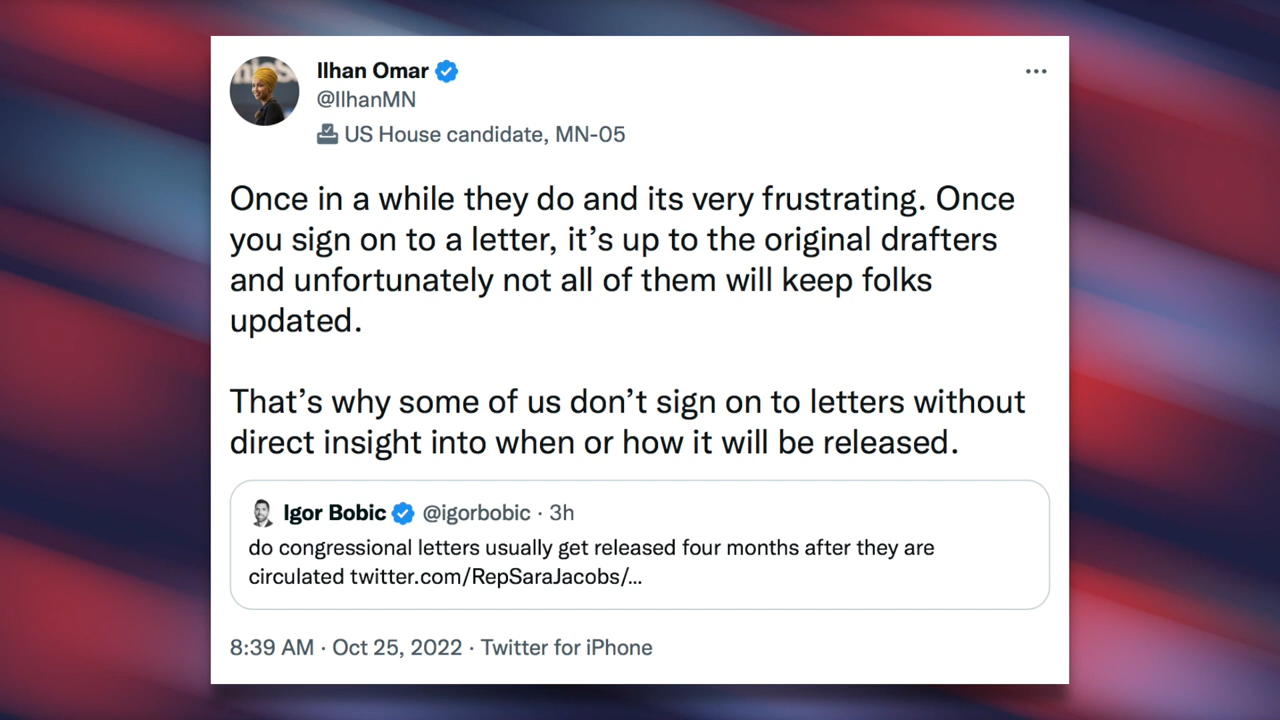 Ilhan Omar
@IlhanMN
US House candidate, MN-05
Once in a while they do and its very frustrating. Once
you sign on to a letter, it’s up to the original drafters
and unfortunately not all of them will keep folks
updated.
That’s why some of us don’t sign on to letters without
direct insight into when or how it will be released.
Igor Bobic @igorbobic · 3h
do congressional letters usually get released four months after they are
circulated twitter.com/RepSaraJacobs/…
8:39 AM · Oct 25, 2022 · Twitter for iPhone